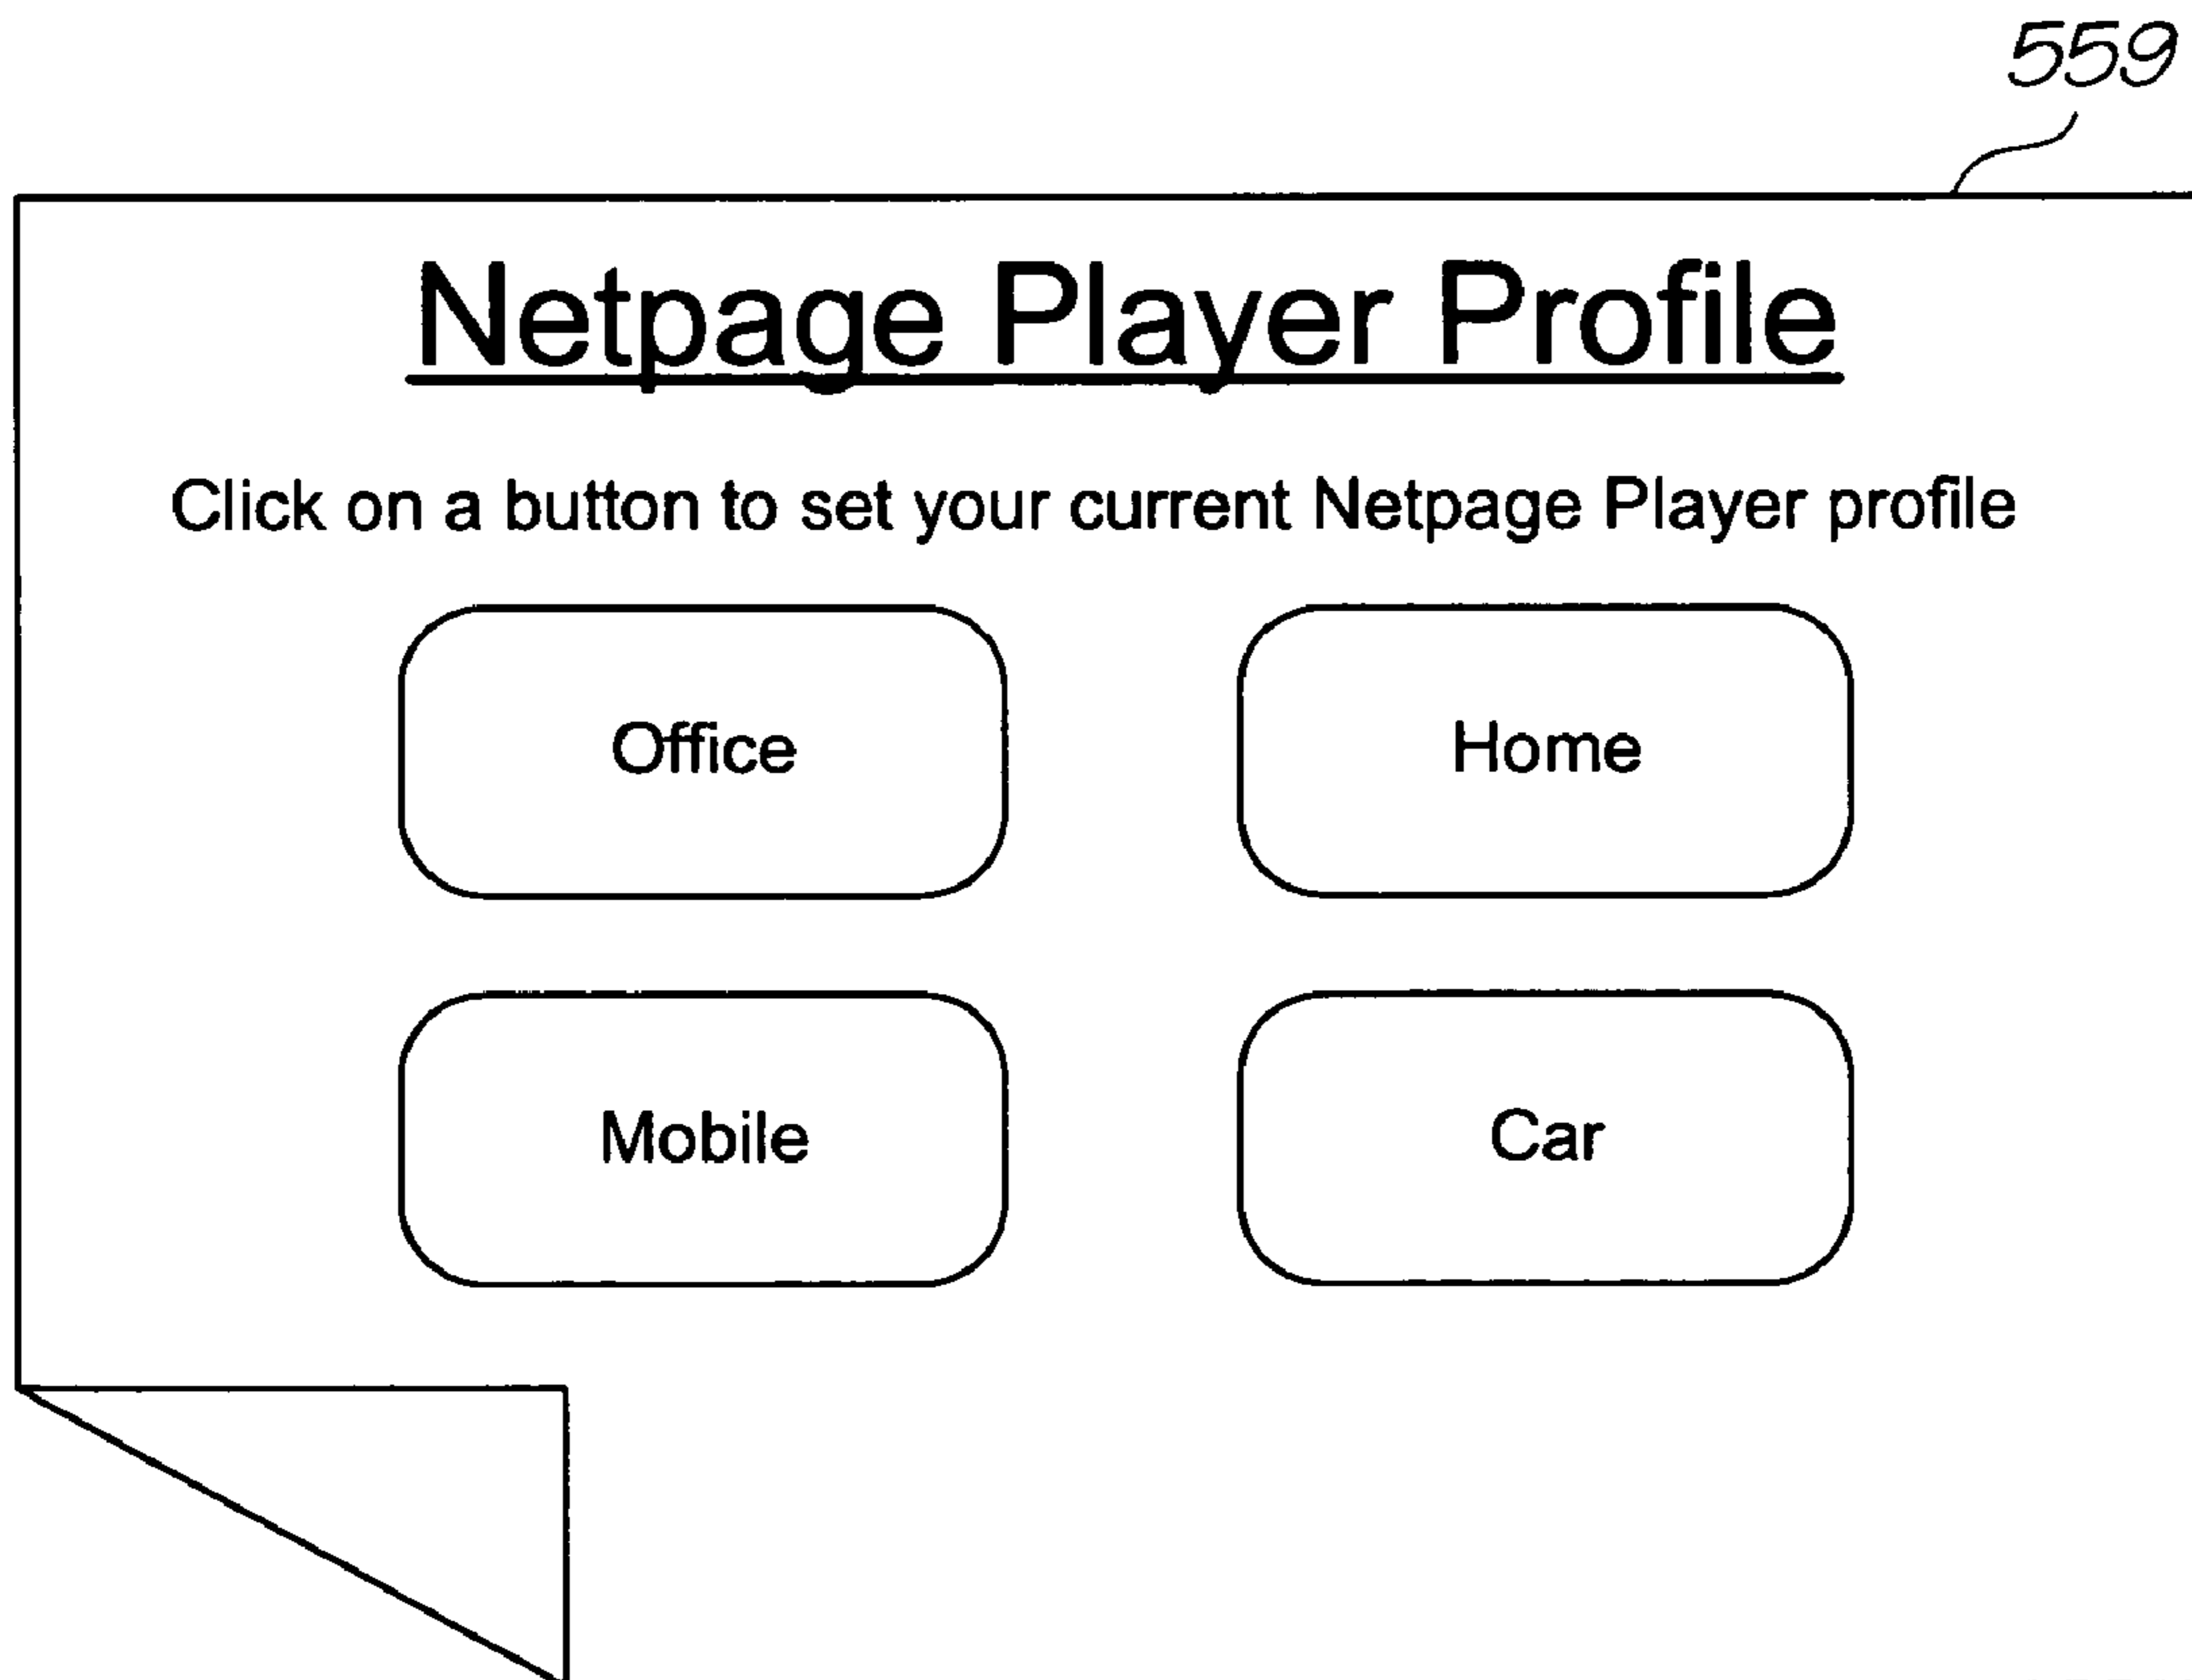 559
Netpage Player Profile
Click on a button to set your current Netpage Player profile
Office Home
Mobile Car